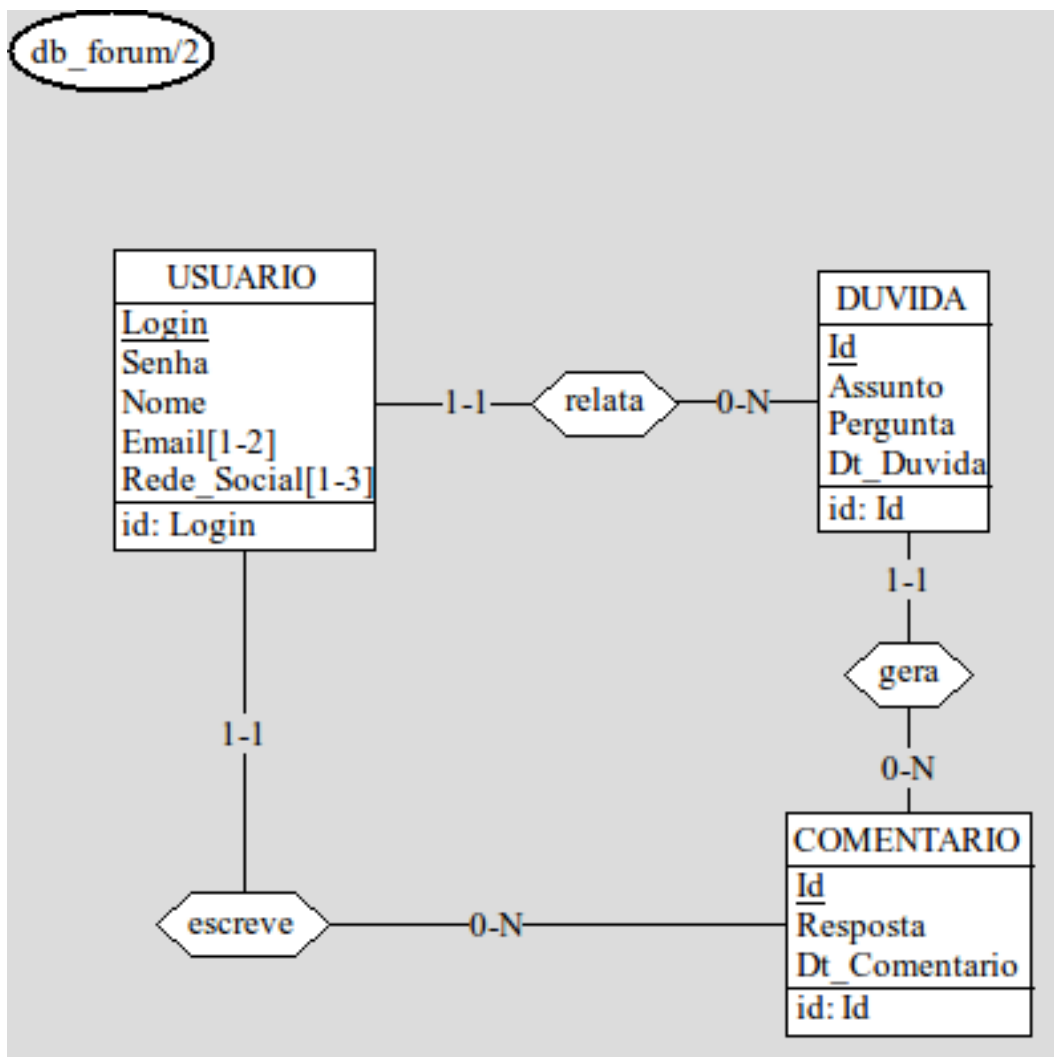 db_forum/2
USUARIO
Login
Senha
Nome
Email[1-2]
Rede_Social[1-3]
id: Login
1-1
relata
0-N
DUVIDA
Id
Assunto
Pergunta
Dt_Duvida
id: Id
1-1
gera
0-N
1-1
escreve
0-N
COMENTARIO
Id
Resposta
Dt_Comentario
id: Id